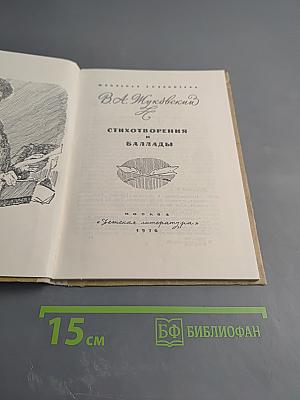 ШКОЛЬНАЯ БИБЛИОТЕКА
В.А. Жуковский
СТИХОТВОРЕНИЯ
И
БАЛЛАДЫ
МОСКВА
«Детская литература»
1976
15 см
БФ БИБЛИОФАН